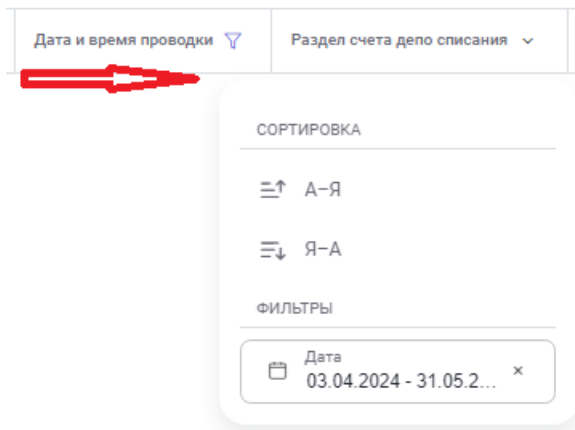 Дата и время проводки Раздел счета депо списания
СОРТИРОВКА
А–Я
Я–А
ФИЛЬТРЫ
Дата
03.04.2024 - 31.05.2...